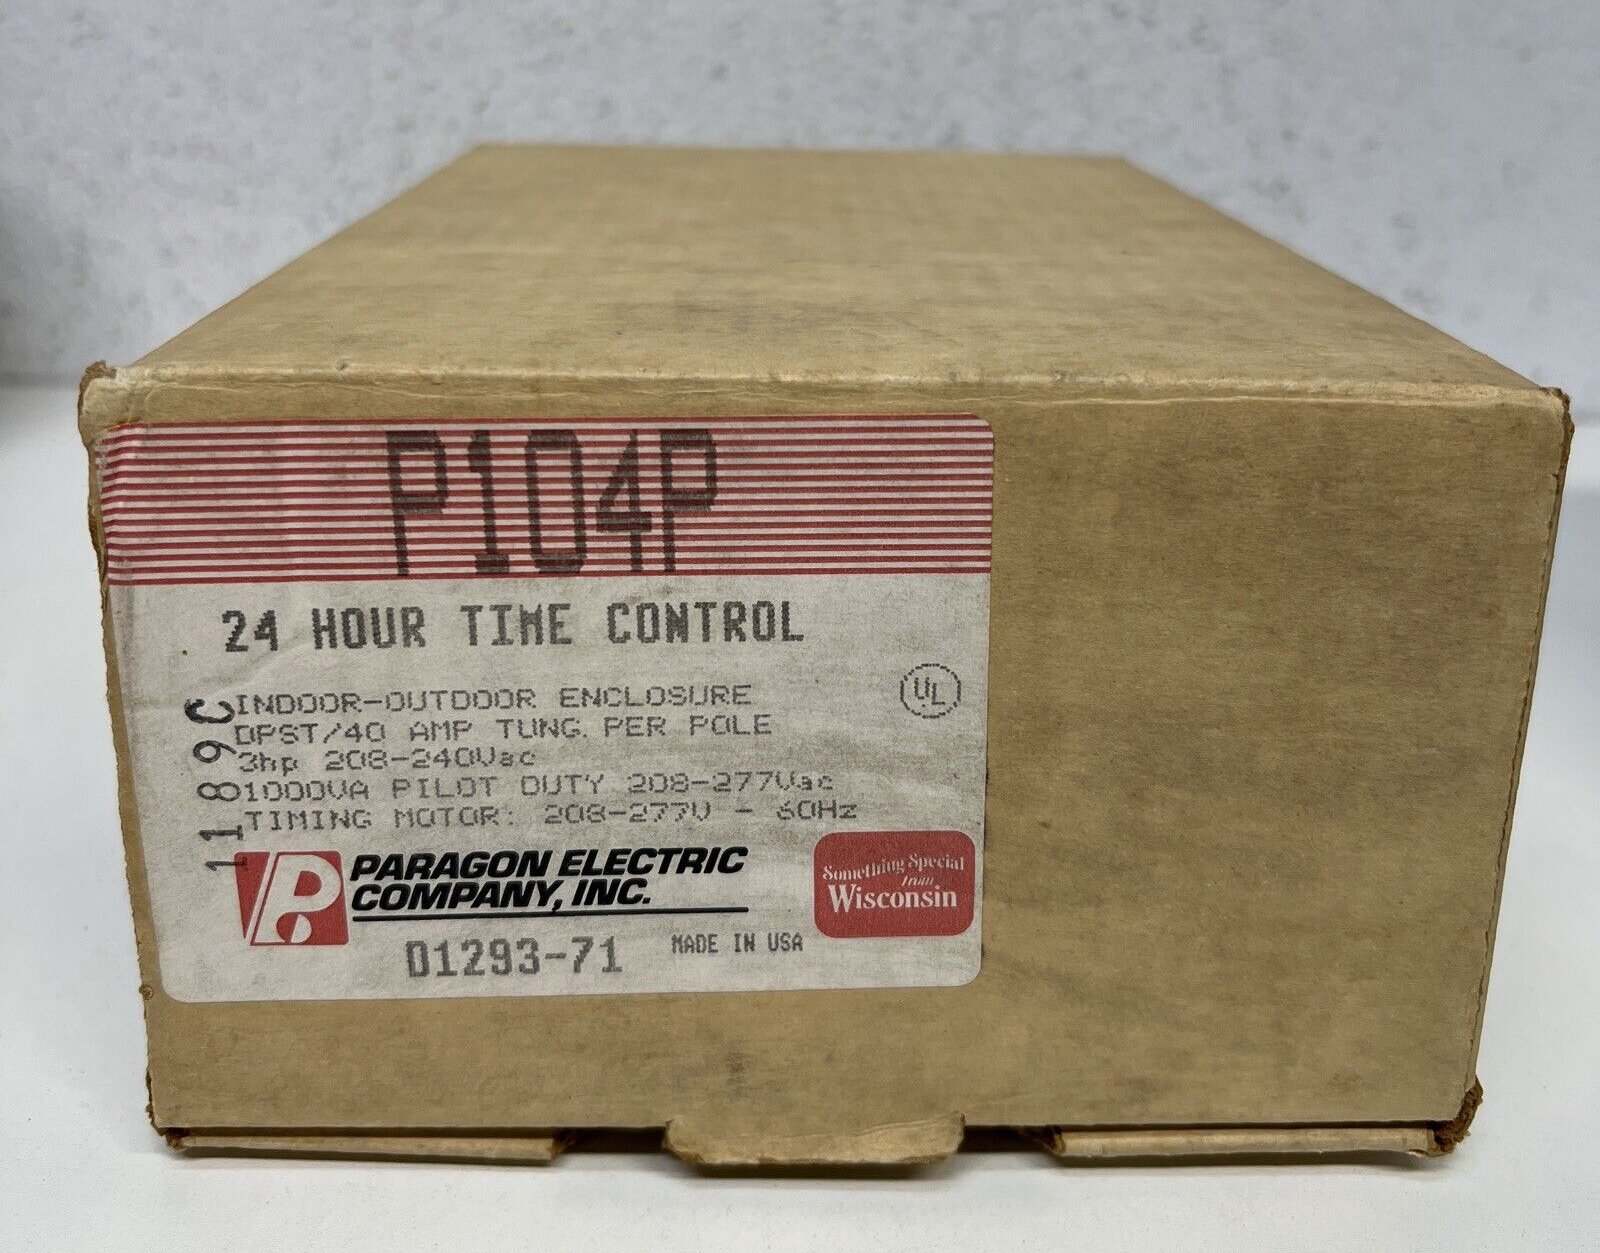 P104P
24 HOUR TIME CONTROL
INDOOR-OUTDOOR ENCLOSURE
DPST/40 AMP TUNG. PER POLE
3hp 208-240Vac
1000VA PILOT DUTY 208-277Vac
TIMING MOTOR: 208-277V - 60Hz
UL
1189C
PARAGON ELECTRIC
COMPANY, INC.
Something Special
from
Wisconsin
D1293-71
MADE IN USA